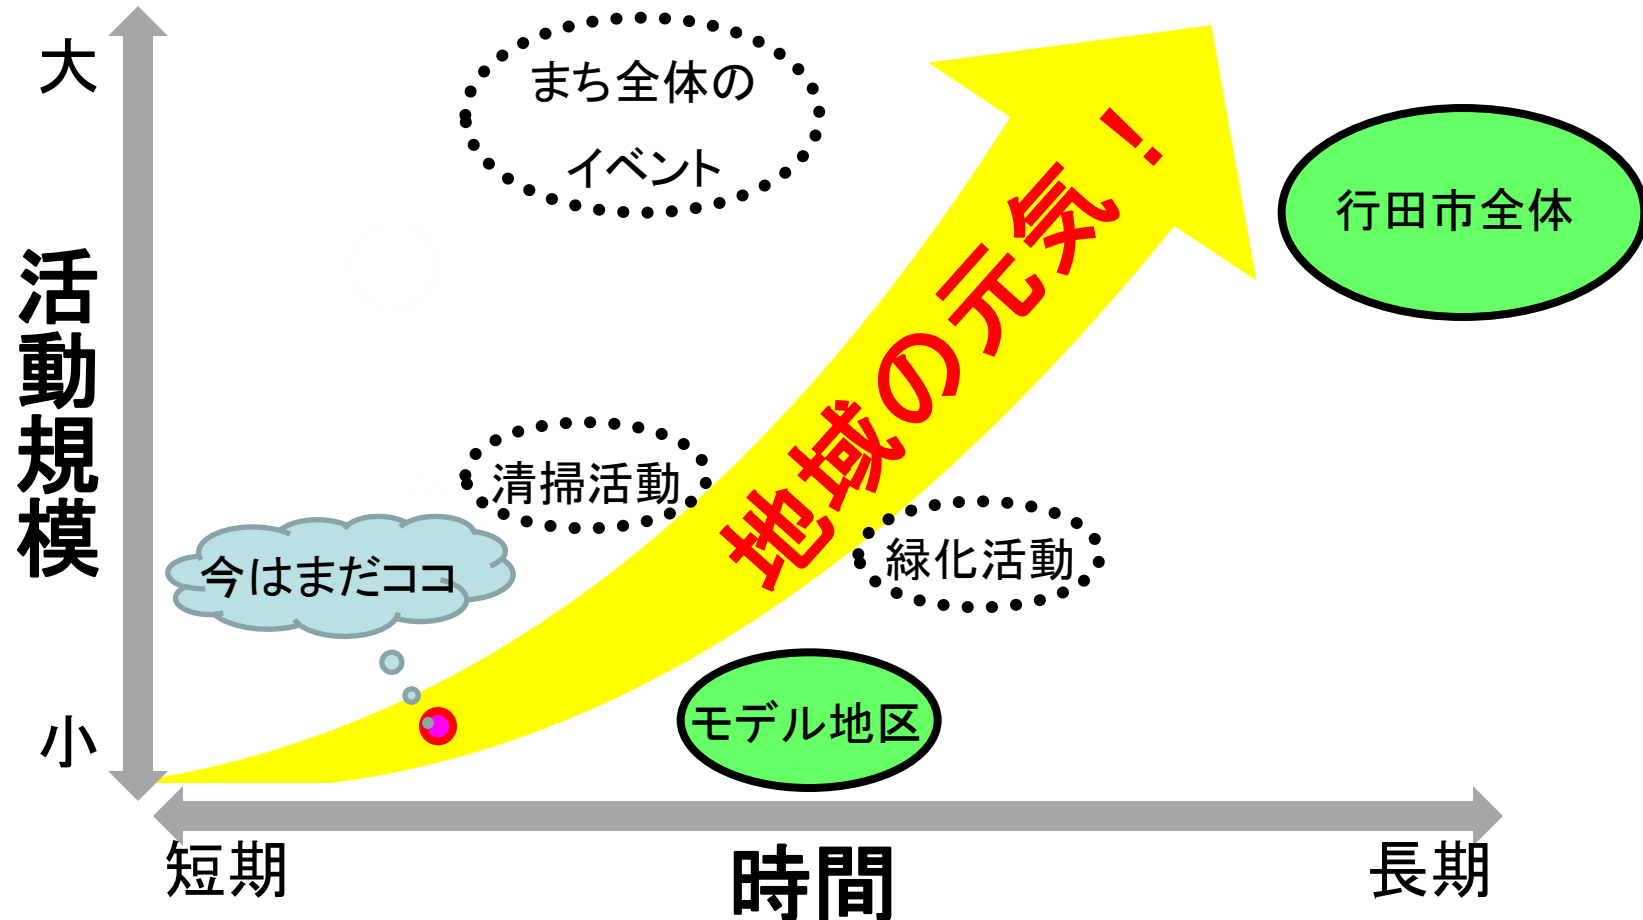 大
まち全体の
イベント
行田市全体
地域の元気！
活動規模
清掃活動
緑化活動
今はまだココ
モデル地区
小
短期
時間
長期